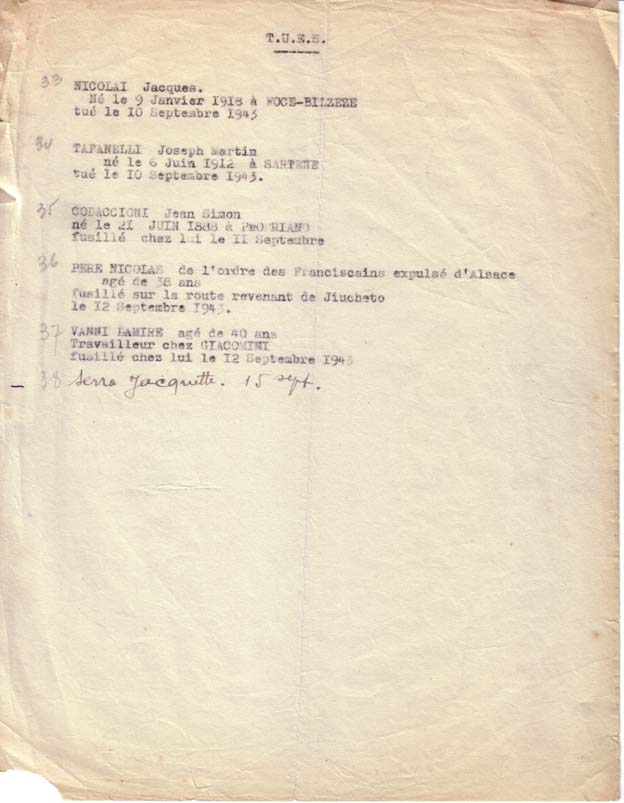 T.U.E.S.
33 NICOLAI Jacques.
Né le 9 Janvier 1918 à FOCE-BILZEZE
tué le 10 Septembre 1943
34 TAFANELLI Joseph Martin
né le 6 Juin 1912 à SARTENE
tué le 10 Septembre 1943.
35 CODACCIONI Jean Simon
né le 21 JUIN 1888 à PROPRIANO
fusillé chez lui le II Septembre
36 PERE NICOLAS de l'ordre des Franciscains expulsé d'Alsace
agé de 38 ans
fusillé sur la route revenant de Jiucheto
le 12 Septembre 1943.
37 VANNI LAMIRE agé de 40 ans
Travailleur chez GIACOMINI
fusillé chez lui le 12 Septembre 1943
38 Serra Jacquette. 15 sept.